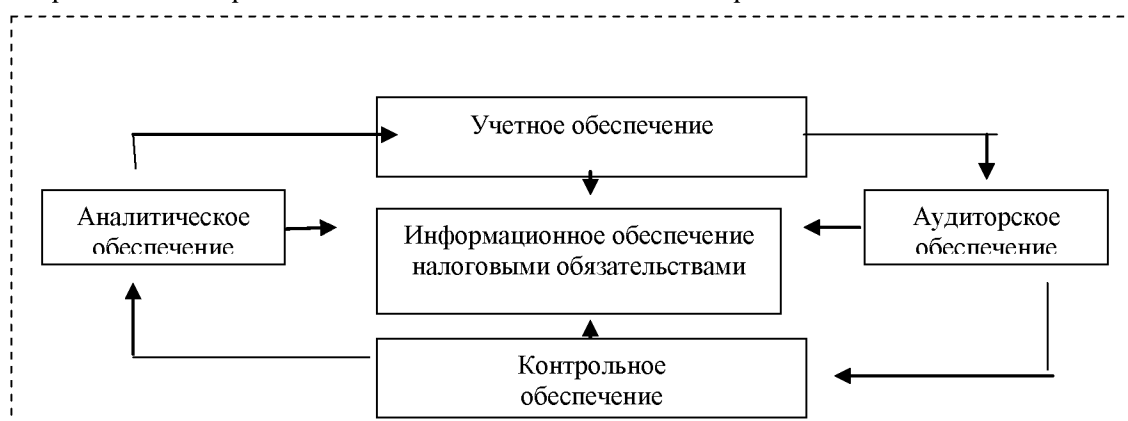 Учетное обеспечение
Аналитическое
обеспечение
Информационное обеспечение
налоговыми обязательствами
Аудиторское
обеспечение
Контрольное
обеспечение